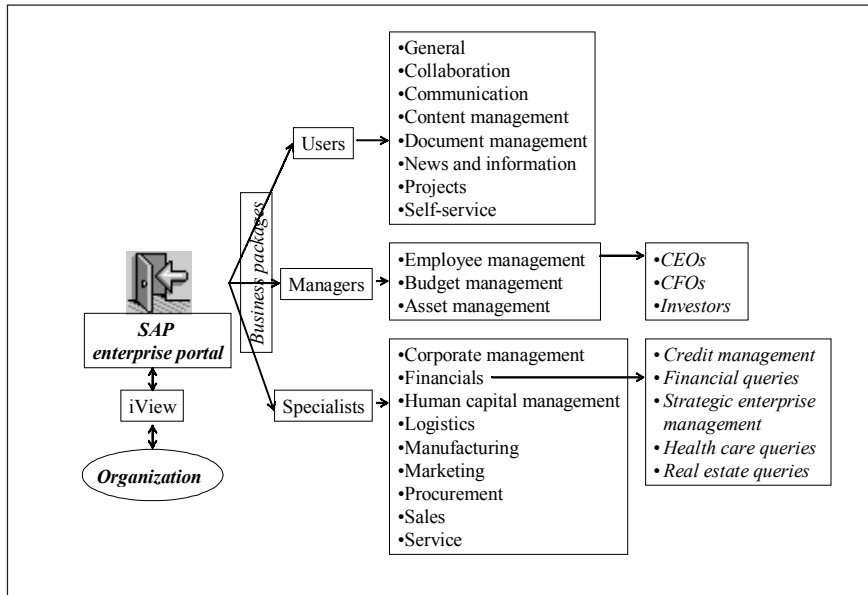 •General
•Collaboration
•Communication
•Content management
•Document management
•News and information
•Projects
•Self-service
Users
Business packages
•Employee management
•Budget management
•Asset management
•CEOs
•CFOs
•Investors
Managers
SAP
enterprise portal
•Corporate management
•Financials
•Human capital management
•Logistics
•Manufacturing
•Marketing
•Procurement
•Sales
•Service
•Credit management
•Financial queries
•Strategic enterprise
management
•Health care queries
•Real estate queries
Specialists
iView
Organization